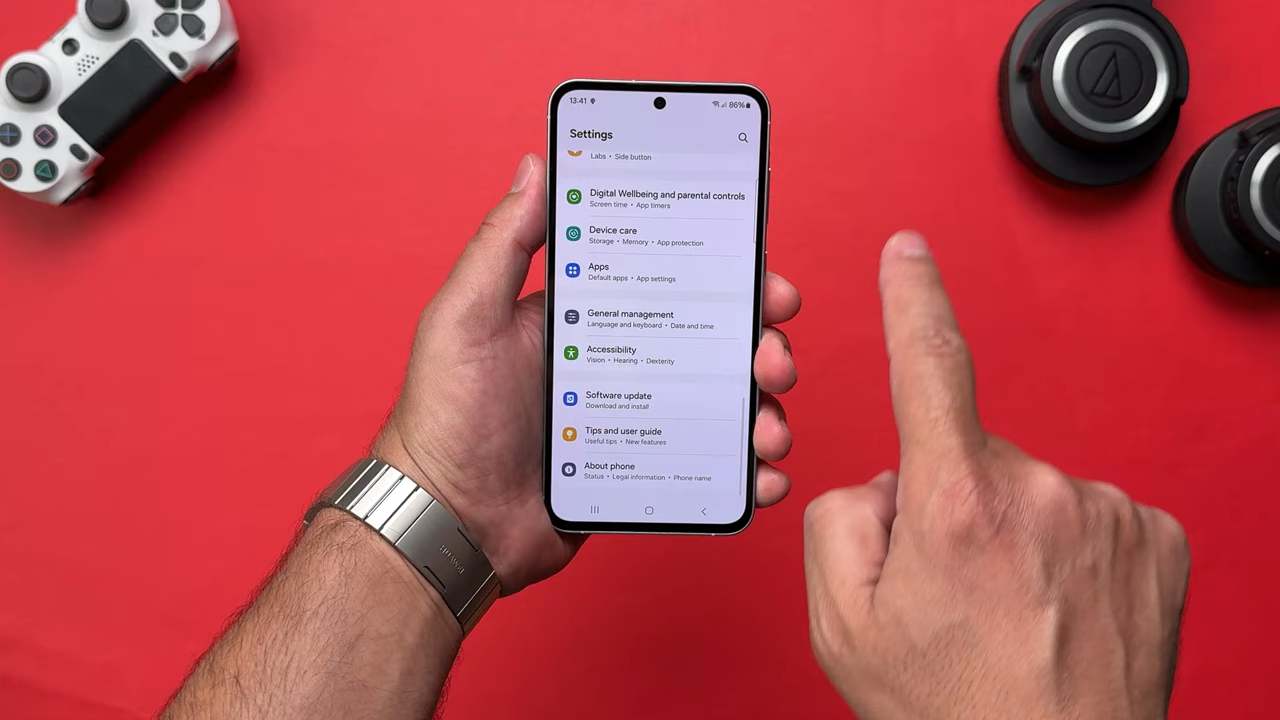 13:41
86%
Settings
Labs • Side button
Digital Wellbeing and parental controls
Screen time • App timers
Device care
Storage • Memory • App protection
Apps
Default apps • App settings
General management
Language and keyboard • Date and time
Accessibility
Vision • Hearing • Dexterity
Software update
Download and install
Tips and user guide
Useful tips • New features
About phone
Status • Legal information • Phone name
HUAWEI